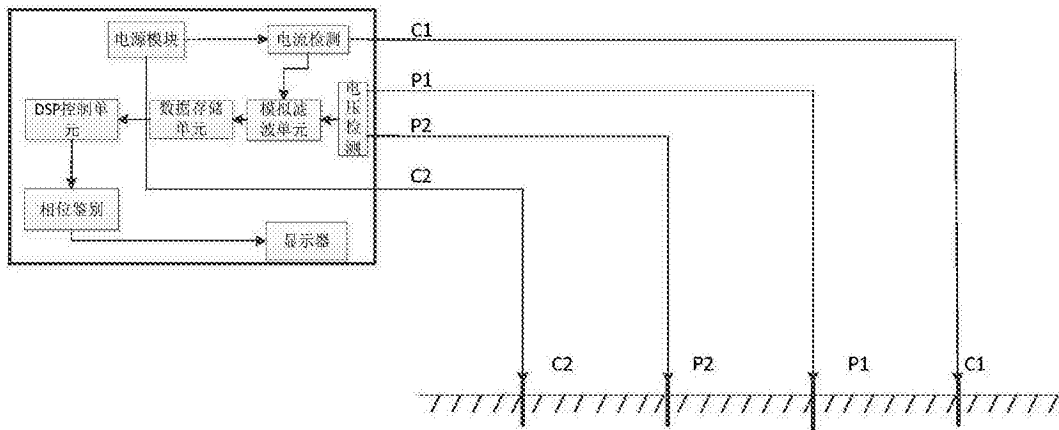 电源模块
电流检测
C1
P1
电
压
检
测
DSP控制单
元
数据存储
单元
模拟滤
波单元
P2
C2
相位鉴别
显示器
C2
P2
P1
C1